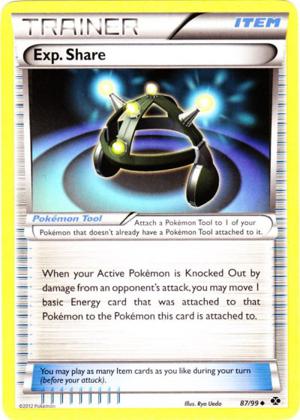 TRAINER
ITEM
Exp. Share
Pokémon Tool
Attach a Pokémon Tool to 1 of your
Pokémon that doesn't already have a Pokémon Tool attached to it.
When your Active Pokémon is Knocked Out by
damage from an opponent's attack, you may move 1
basic Energy card that was attached to that
Pokémon to the Pokémon this card is attached to.
You may play as many Item cards as you like during your turn
(before your attack).
©2012 Pokémon
Illus. Ryo Ueda
87/99